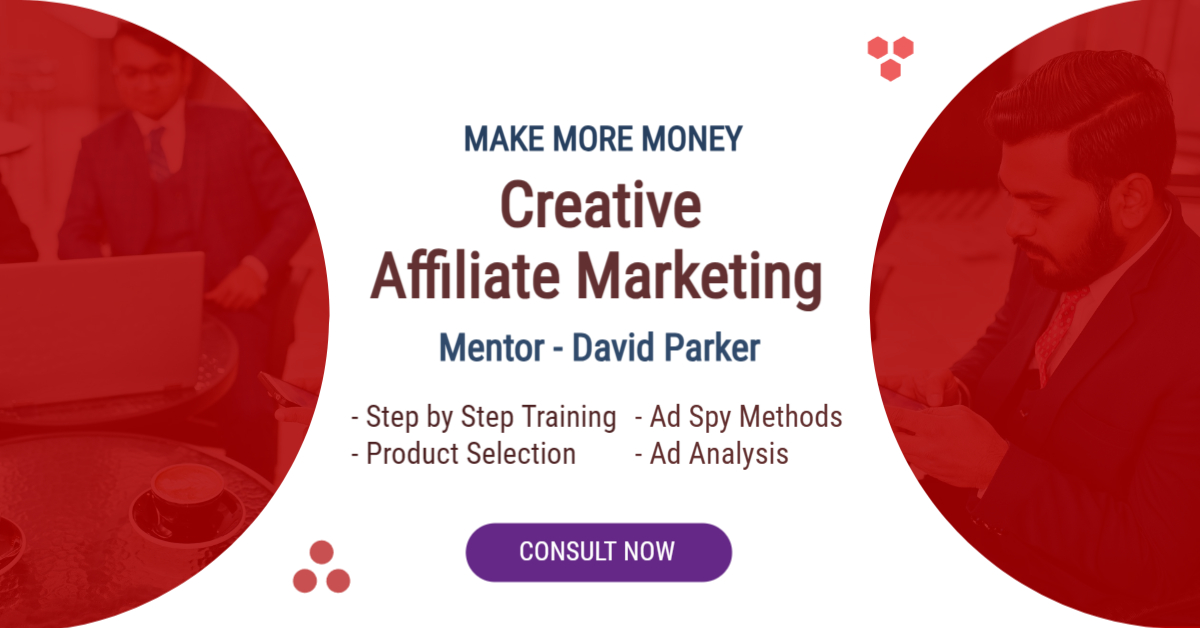 MAKE MORE MONEY
Creative
Affiliate Marketing
Mentor - David Parker
- Step by Step Training
- Product Selection
- Ad Spy Methods
- Ad Analysis
CONSULT NOW